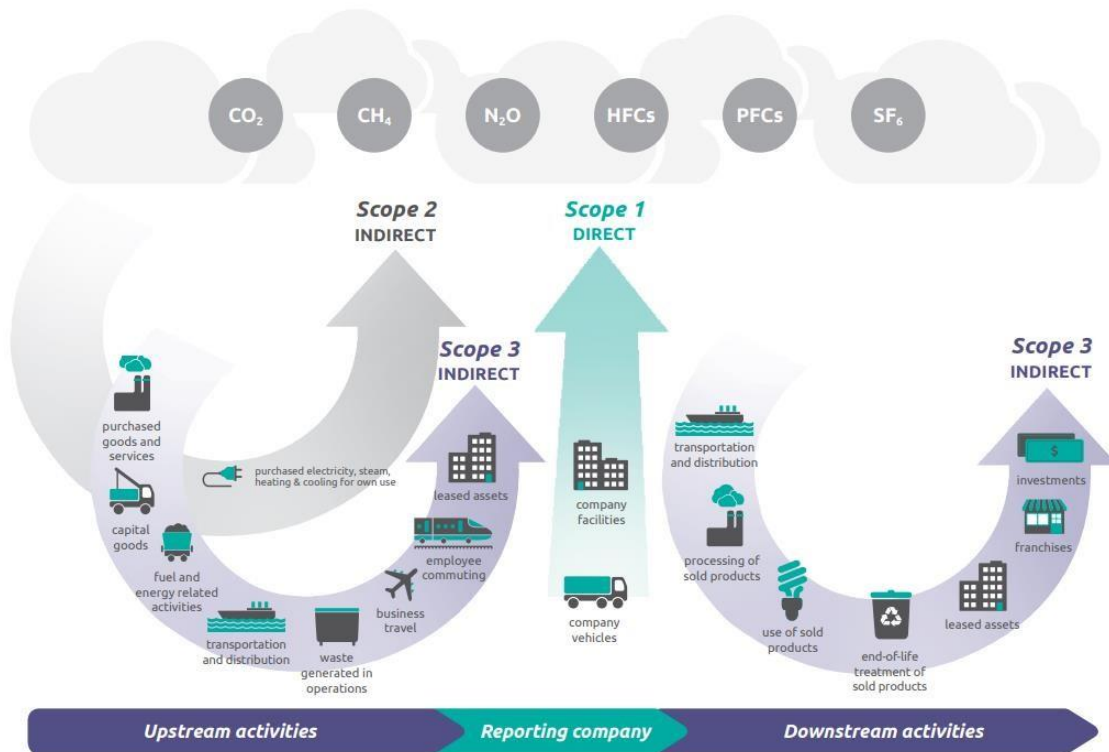 CO₂
CH₄
N₂O
HFCs
PFCs
SF₆
Scope 2
INDIRECT
Scope 1
DIRECT
Scope 3
INDIRECT
Scope 3
INDIRECT
purchased
goods and
services
capital
goods
fuel and
energy related
activities
transportation
and distribution
waste
generated in
operations
business
travel
employee
commuting
leased assets
purchased electricity, steam,
heating & cooling for own use
company
facilities
company
vehicles
transportation
and distribution
processing of
sold products
use of sold
products
end-of-life
treatment of
sold products
leased assets
franchises
investments
$
Upstream activities
Reporting company
Downstream activities